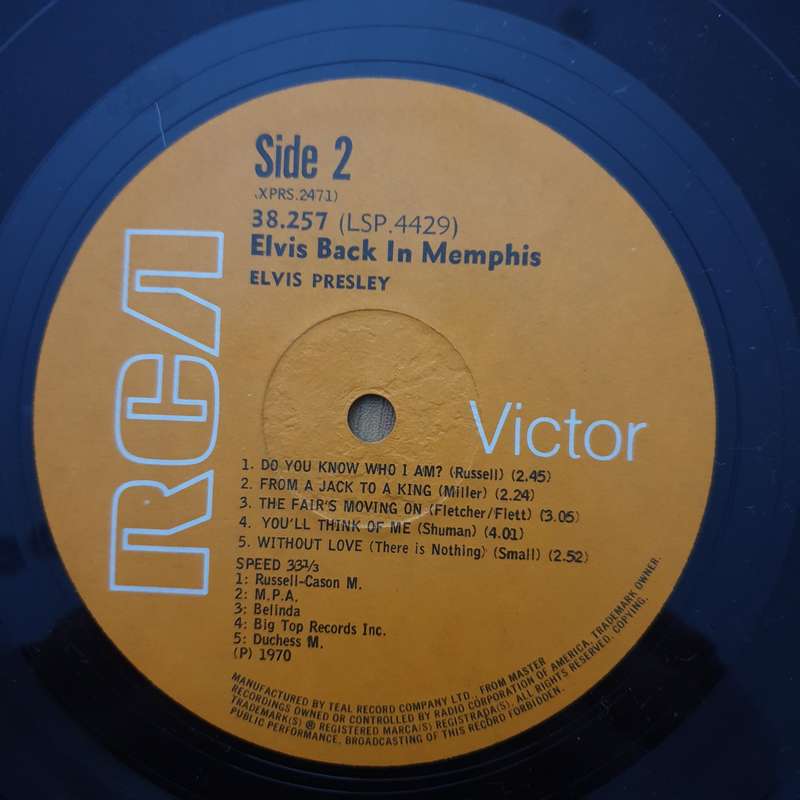 Side 2
(XPRS.2471)
38.257 (LSP.4429)
Elvis Back In Memphis
ELVIS PRESLEY
RCA
Victor
1. DO YOU KNOW WHO I AM? (Russell) (2.45)
2. FROM A JACK TO A KING (Miller) (2.24)
3. THE FAIR'S MOVING ON (Fletcher/Flett) (3.05)
4. YOU'LL THINK OF ME (Shuman) (4.01)
5. WITHOUT LOVE (There is Nothing) (Small) (2.52)
SPEED 33⅓
1: Russell-Cason M.
2: M.P.A.
3: Belinda
4: Big Top Records Inc.
5: Duchess M.
(P) 1970
MANUFACTURED BY TEAL RECORD COMPANY LTD. FROM MASTER
RECORDINGS OWNED OR CONTROLLED BY RADIO CORPORATION OF AMERICA, TRADEMARK OWNER.
TRADEMARK(S) ® REGISTERED MARCA(S) REGISTRADA(S). ALL RIGHTS RESERVED. COPYING,
PUBLIC PERFORMANCE, BROADCASTING OF THIS RECORD FORBIDDEN.